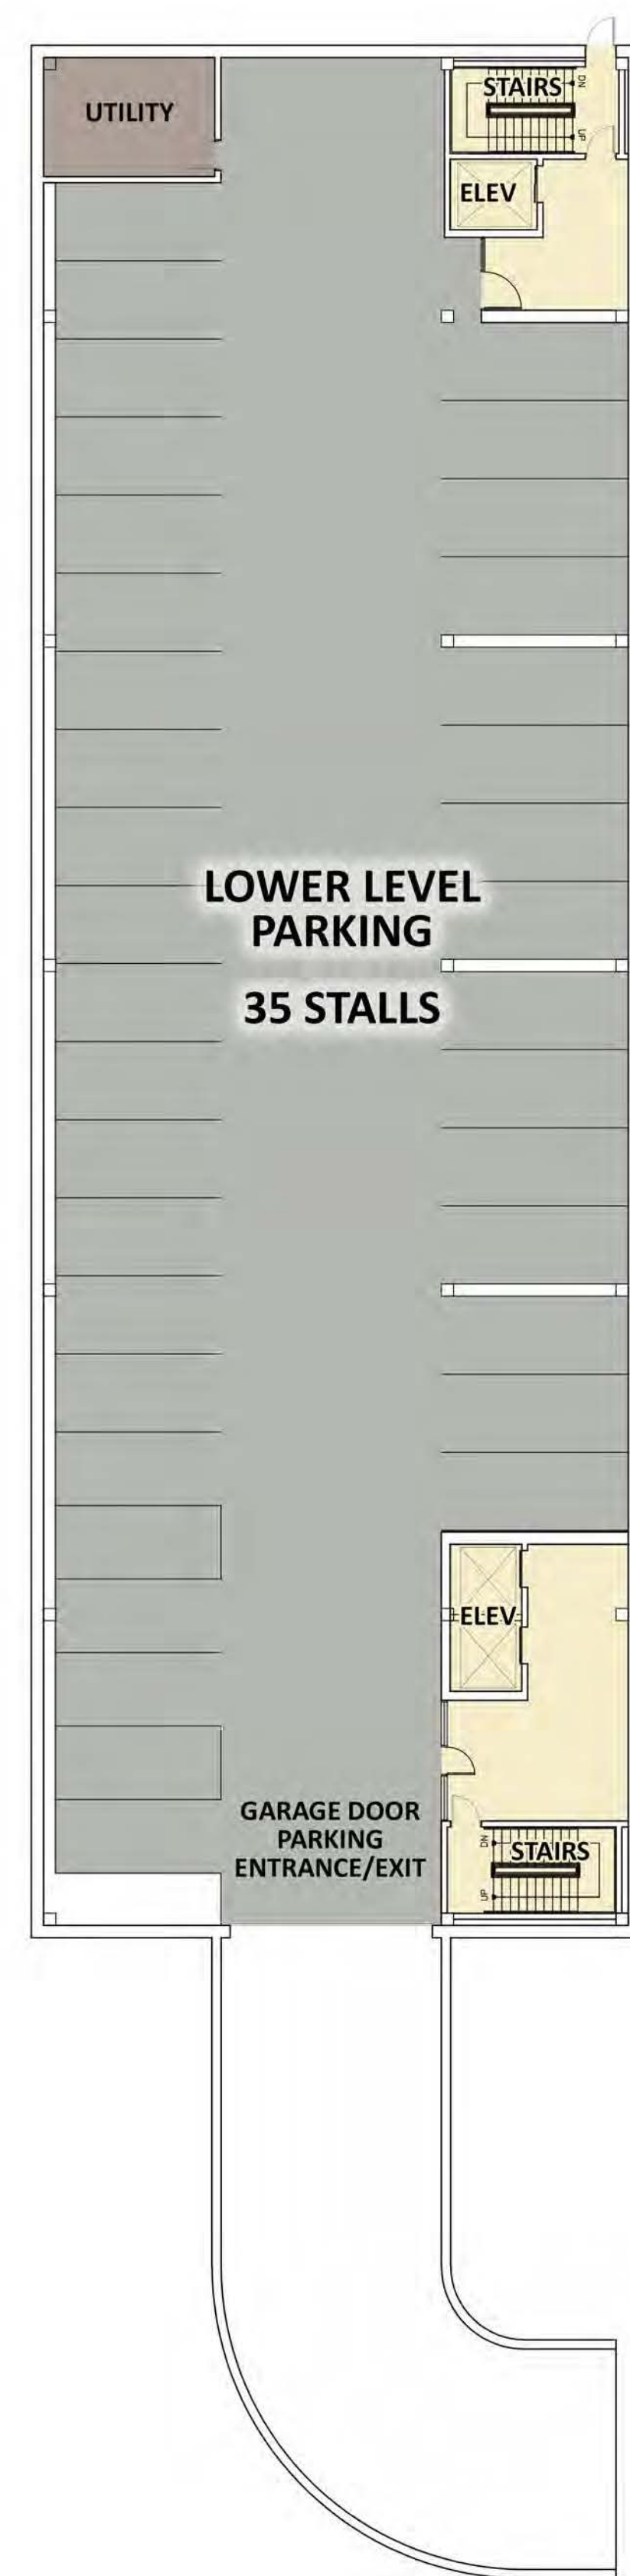 UTILITY
STAIRS
DN
UP
ELEV
LOWER LEVEL
PARKING
35 STALLS
ELEV
GARAGE DOOR
PARKING
ENTRANCE/EXIT
DN
STAIRS
UP